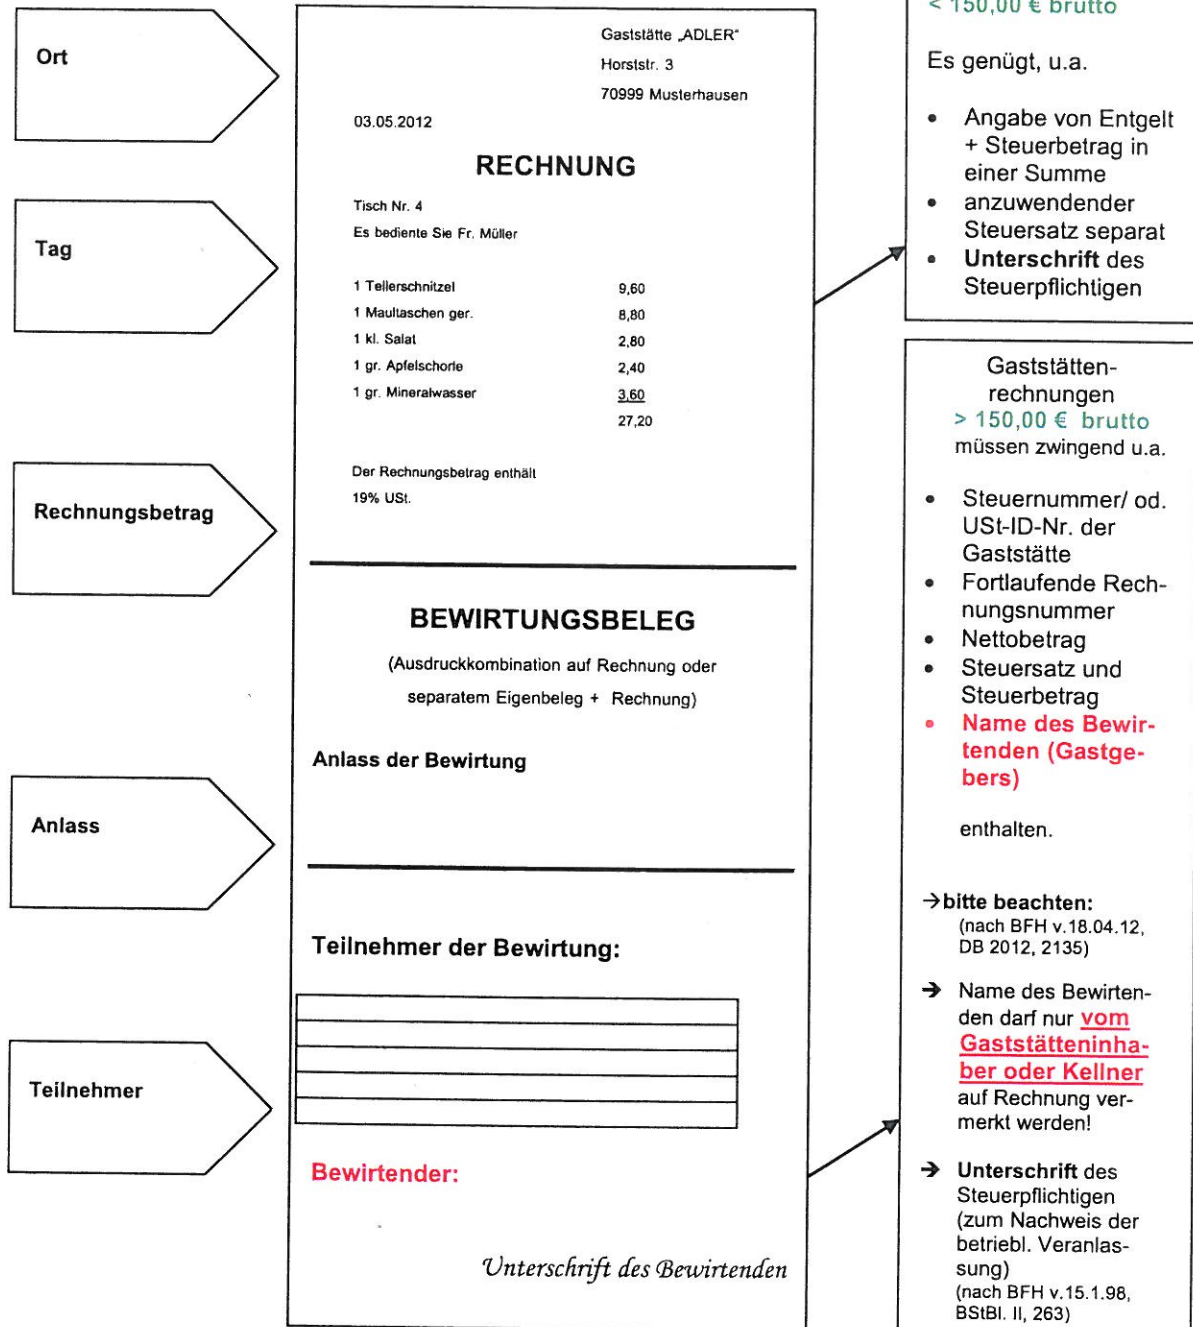 Ort
Tag
Rechnungsbetrag
Anlass
Teilnehmer
Gaststätte „ADLER"
Horststr. 3
70999 Musterhausen
03.05.2012
RECHNUNG
Tisch Nr. 4
Es bediente Sie Fr. Müller
1 Tellerschnitzel 9,60
1 Maultaschen ger. 8,80
1 kl. Salat 2,80
1 gr. Apfelschorle 2,40
1 gr. Mineralwasser 3,60
27,20
Der Rechnungsbetrag enthält
19% USt.
BEWIRTUNGSBELEG
(Ausdruckkombination auf Rechnung oder
separatem Eigenbeleg + Rechnung)
Anlass der Bewirtung
Teilnehmer der Bewirtung:
Bewirtender:
Unterschrift des Bewirtenden
< 150,00 € brutto
Es genügt, u.a.
• Angabe von Entgelt
+ Steuerbetrag in
einer Summe
• anzuwendender
Steuersatz separat
• Unterschrift des
Steuerpflichtigen
Gaststätten-
rechnungen
> 150,00 € brutto
müssen zwingend u.a.
• Steuernummer/ od.
USt-ID-Nr. der
Gaststätte
• Fortlaufende Rech-
nungsnummer
• Nettobetrag
• Steuersatz und
Steuerbetrag
• Name des Bewir-
tenden (Gastge-
bers)
enthalten.
→bitte beachten:
(nach BFH v.18.04.12,
DB 2012, 2135)
→ Name des Bewirten-
den darf nur vom
Gaststätteninha-
ber oder Kellner
auf Rechnung ver-
merkt werden!
→ Unterschrift des
Steuerpflichtigen
(zum Nachweis der
betriebl. Veranlas-
sung)
(nach BFH v.15.1.98,
BStBl. II, 263)